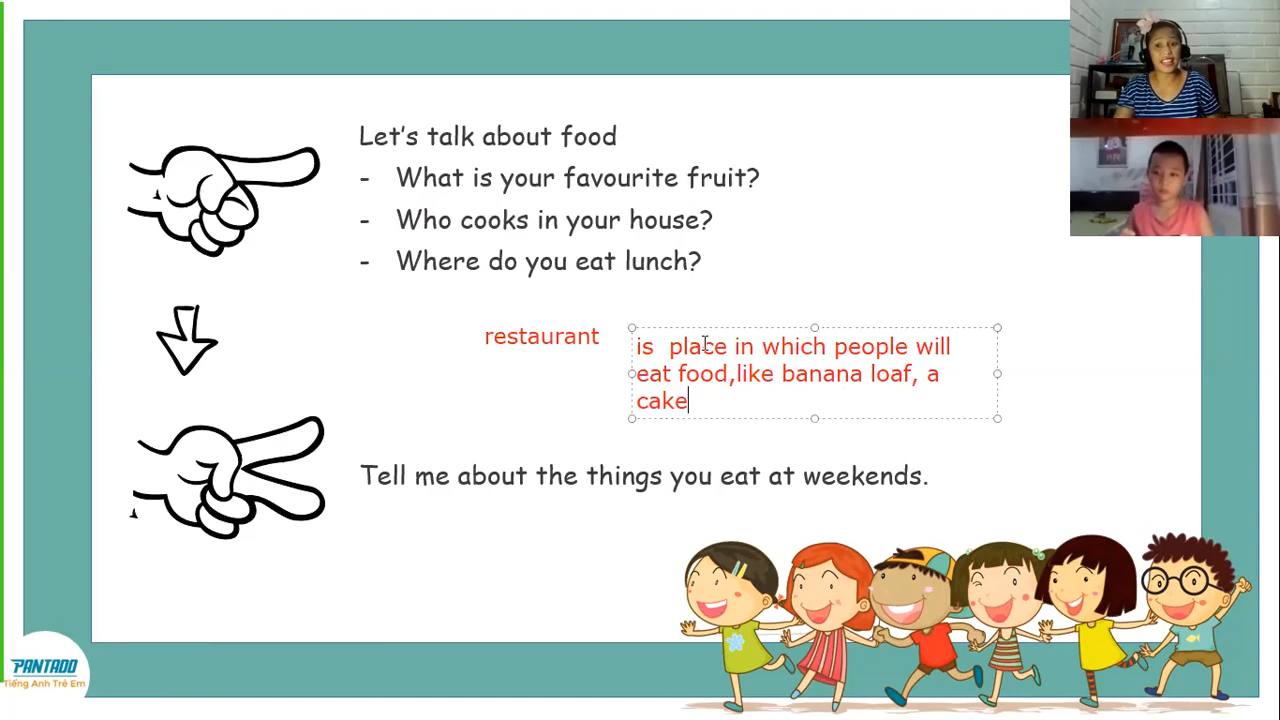 Let's talk about food
- What is your favourite fruit?
- Who cooks in your house?
- Where do you eat lunch?
restaurant
is  place in which people will
eat food,like banana loaf, a
cake
Tell me about the things you eat at weekends.
PANTADO
Tiếng Anh Trẻ Em